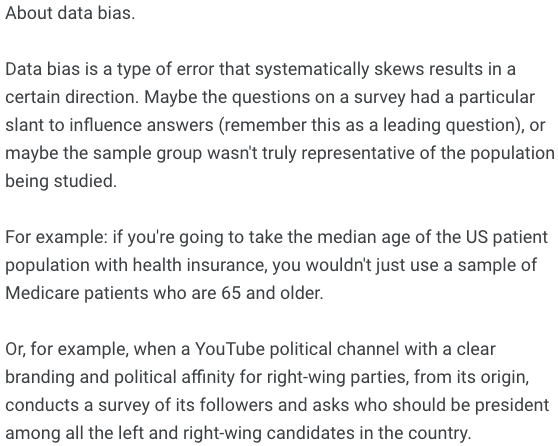 About data bias.
Data bias is a type of error that systematically skews results in a
certain direction. Maybe the questions on a survey had a particular
slant to influence answers (remember this as a leading question), or
maybe the sample group wasn't truly representative of the population
being studied.
For example: if you're going to take the median age of the US patient
population with health insurance, you wouldn't just use a sample of
Medicare patients who are 65 and older.
Or, for example, when a YouTube political channel with a clear
branding and political affinity for right-wing parties, from its origin,
conducts a survey of its followers and asks who should be president
among all the left and right-wing candidates in the country.